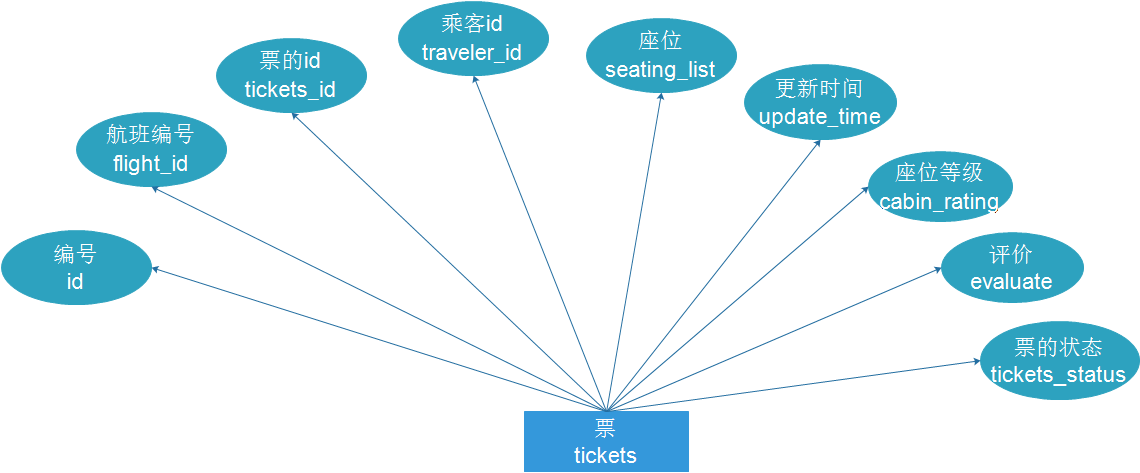 乘客id
traveler_id
座位
seating_list
票的id
tickets_id
更新时间
update_time
航班编号
flight_id
座位等级
cabin_rating
编号
id
评价
evaluate
票的状态
tickets_status
票
tickets